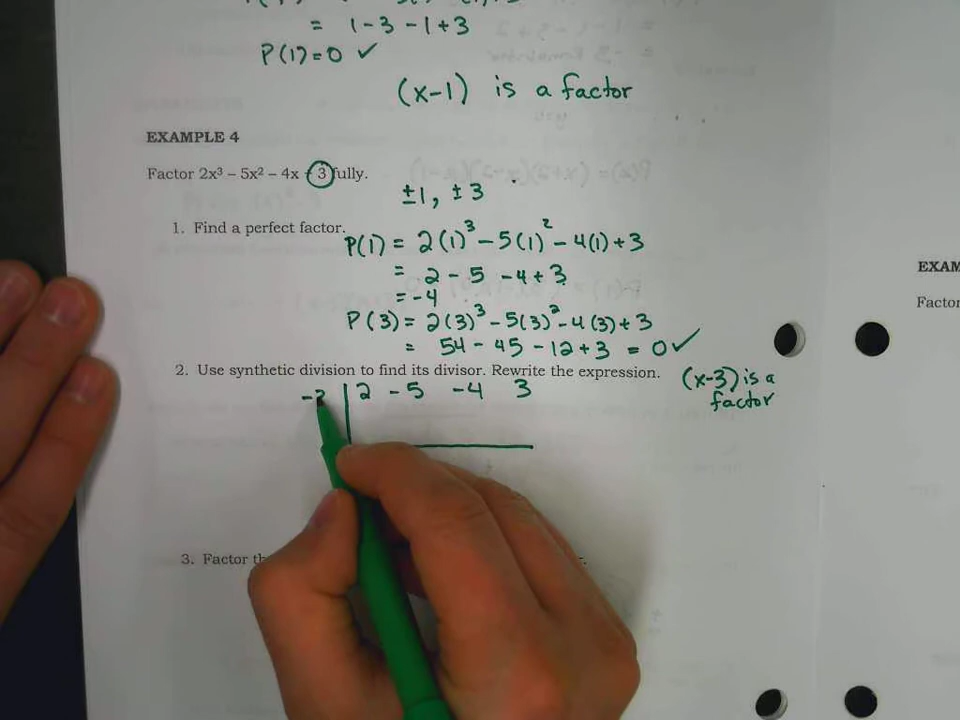 = 1-3-1+3
P(1)=0 ✓
(x-1) is a factor
EXAMPLE 4
Factor 2x³ – 5x² – 4x + 3 fully.
±1, ±3
1. Find a perfect factor.
P(1) = 2(1)³-5(1)²-4(1)+3
= 2-5-4+3
=-4
P(3)= 2(3)³-5(3)²-4(3)+3
= 54-45-12+3 = 0✓
2. Use synthetic division to find its divisor. Rewrite the expression.
(x-3) is a
factor
-3 | 2 -5 -4 3
3. Factor
EXAM
Factor